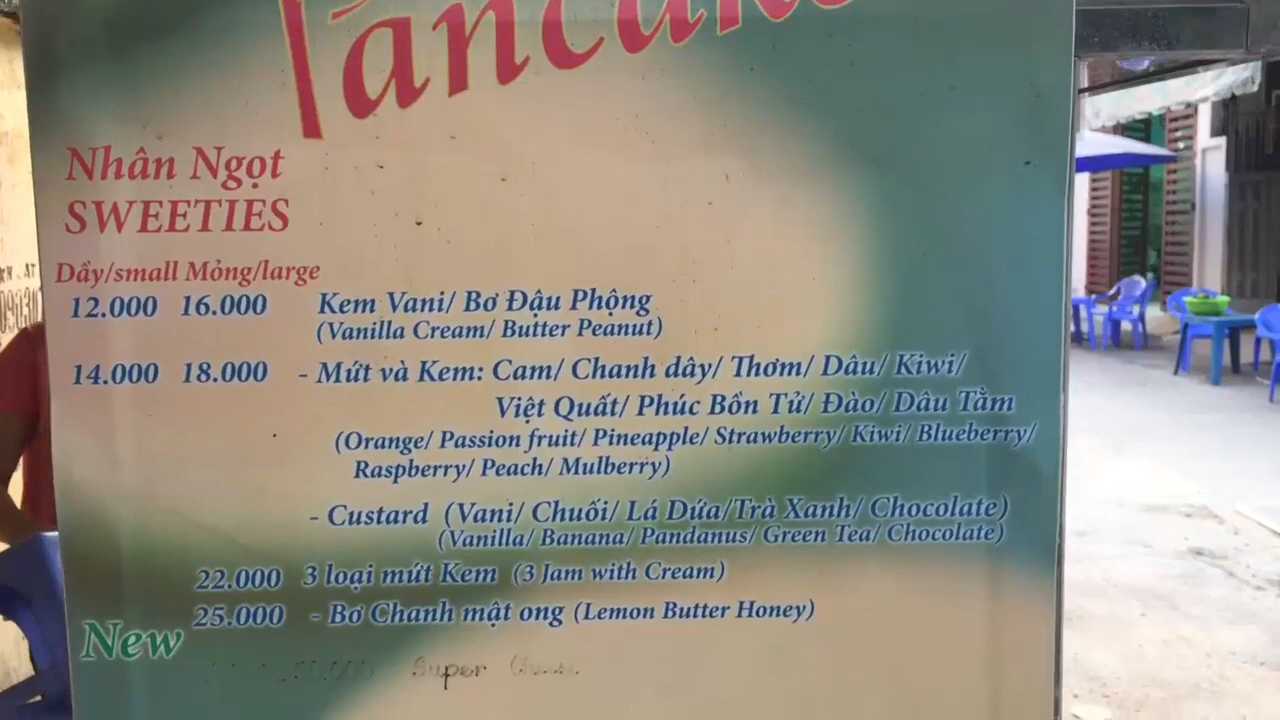 Pancake
Nhân Ngọt
SWEETIES
Dầy/small Mỏng/large
12.000 16.000 Kem Vani/ Bơ Đậu Phộng
(Vanilla Cream/ Butter Peanut)
14.000 18.000 - Mứt và Kem: Cam/ Chanh dây/ Thơm/ Dâu/ Kiwi/
Việt Quất/ Phúc Bồn Tử/ Đào/ Dâu Tằm
(Orange/ Passion fruit/ Pineapple/ Strawberry/ Kiwi/ Blueberry/
Raspberry/ Peach/ Mulberry)
- Custard (Vani/ Chuối/ Lá Dứa/Trà Xanh/ Chocolate)
(Vanilla/ Banana/ Pandanus/ Green Tea/ Chocolate)
22.000 3 loại mứt Kem (3 Jam with Cream)
25.000 - Bơ Chanh mật ong (Lemon Butter Honey)
New
Super